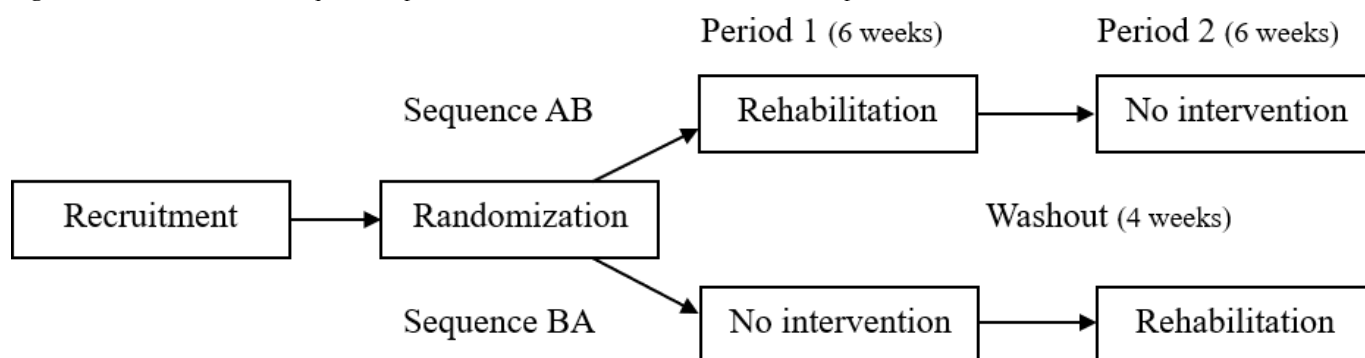 Period 1 (6 weeks) Period 2 (6 weeks)
Sequence AB
Rehabilitation
No intervention
Recruitment
Randomization
Washout (4 weeks)
Sequence BA
No intervention
Rehabilitation